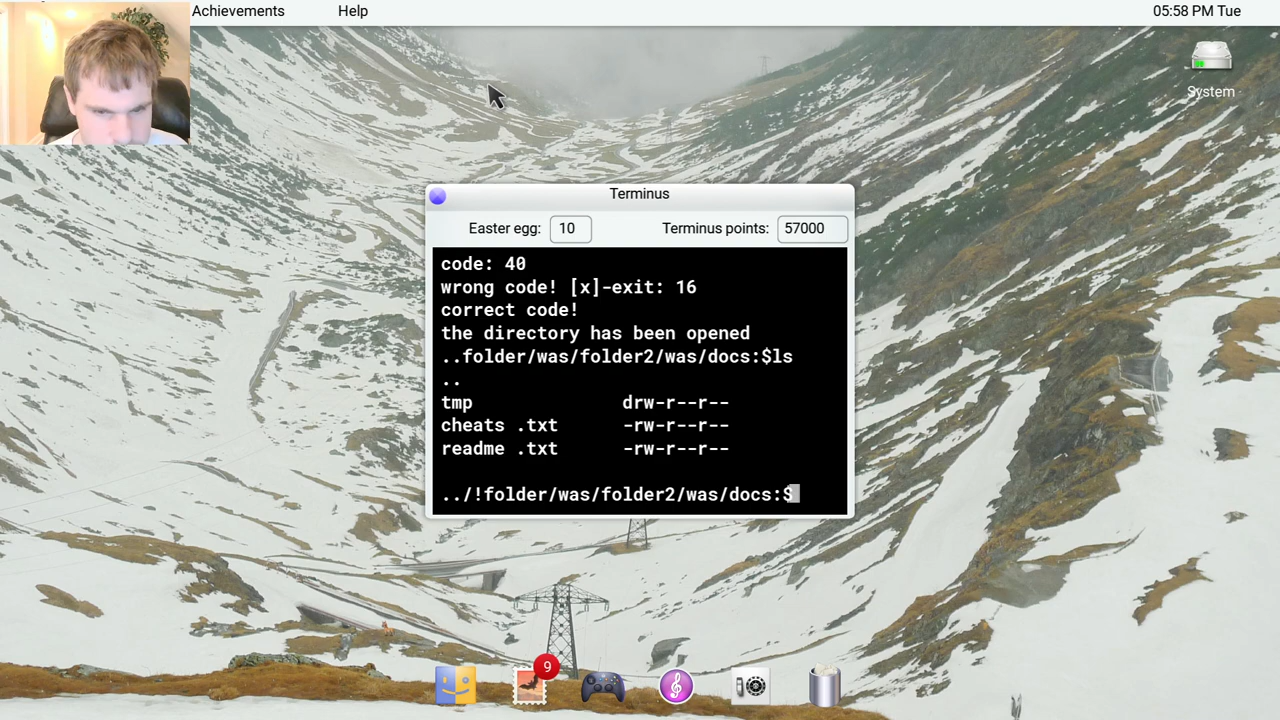 Achievements Help 05:58 PM Tue
System
Terminus
Easter egg: 10 Terminus points: 57000
code: 40
wrong code! [x]-exit: 16
correct code!
the directory has been opened
..folder/was/folder2/was/docs:$ls
..
tmp drw-r--r--
cheats .txt -rw-r--r--
readme .txt -rw-r--r--
../!folder/was/folder2/was/docs:$
9